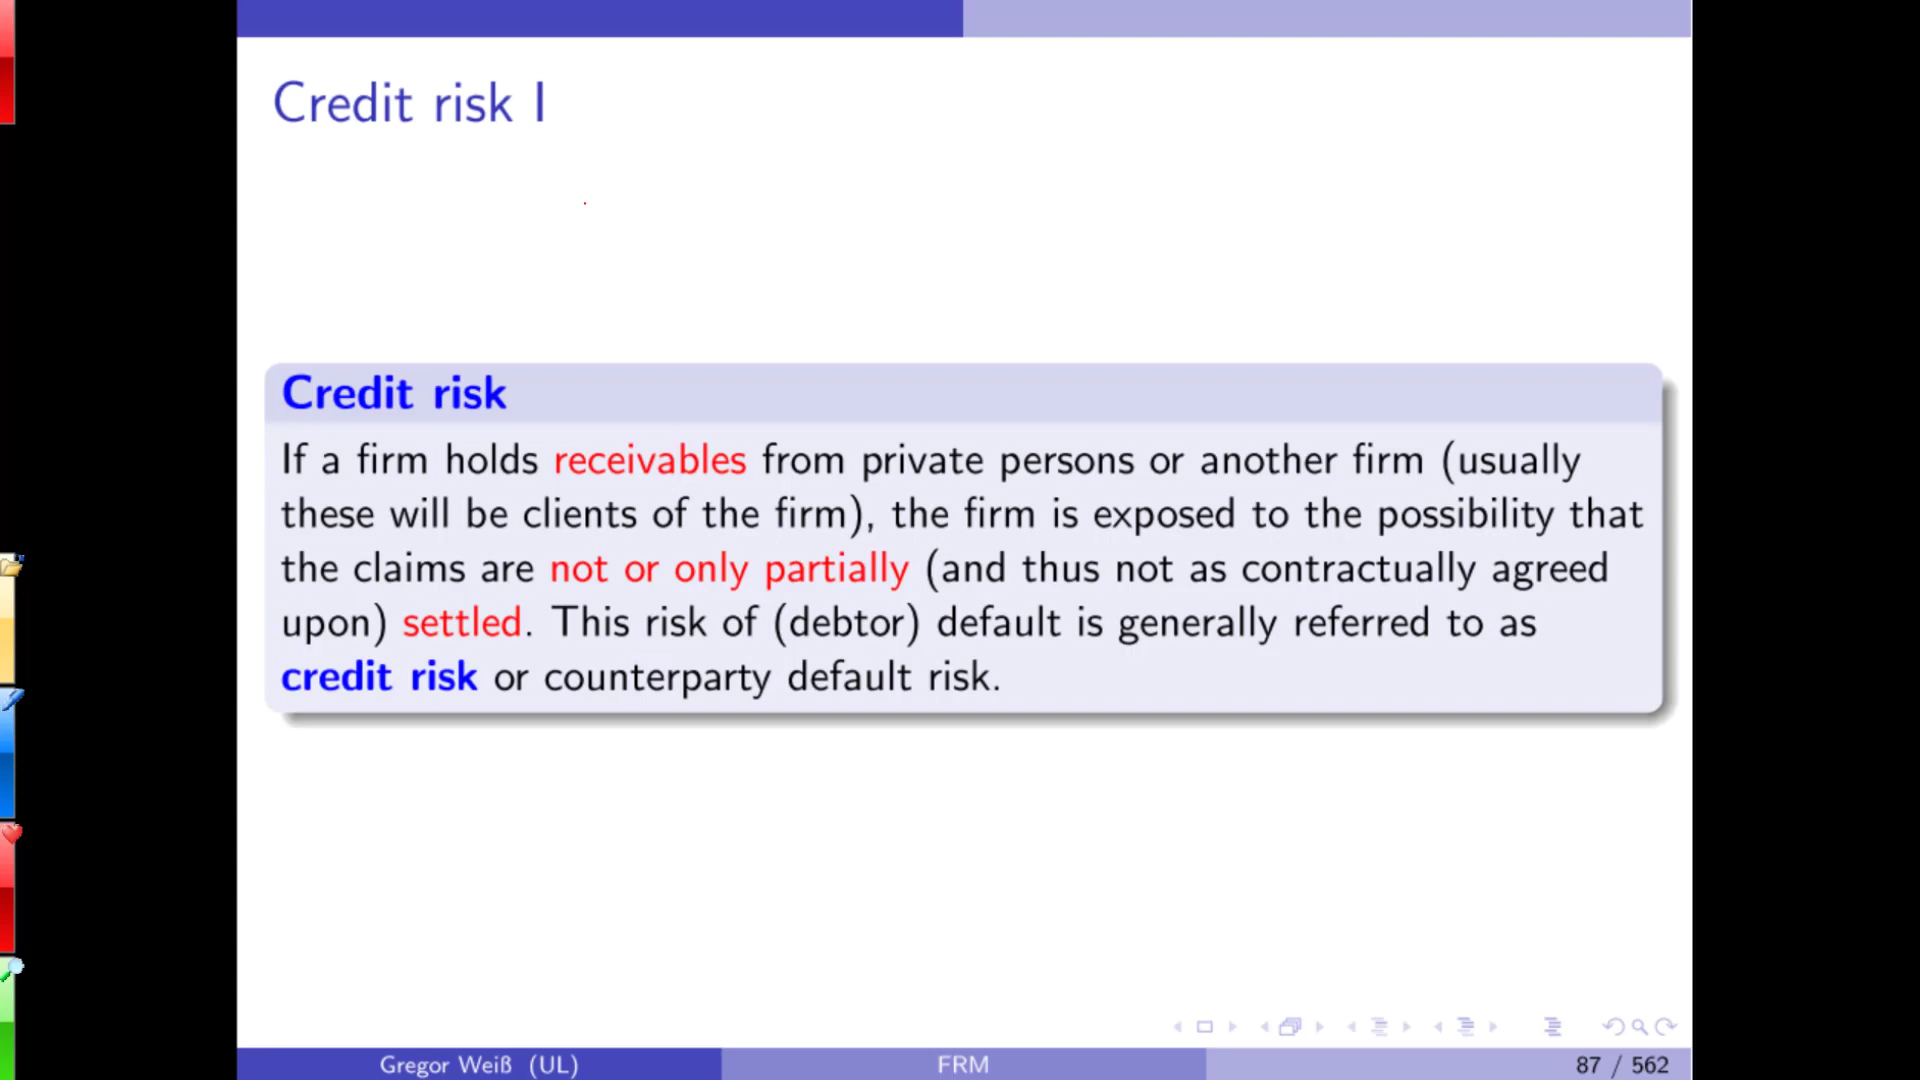 Credit risk I
Credit risk
If a firm holds receivables from private persons or another firm (usually
these will be clients of the firm), the firm is exposed to the possibility that
the claims are not or only partially (and thus not as contractually agreed
upon) settled. This risk of (debtor) default is generally referred to as
credit risk or counterparty default risk.
Gregor Weiß (UL) FRM 87 / 562